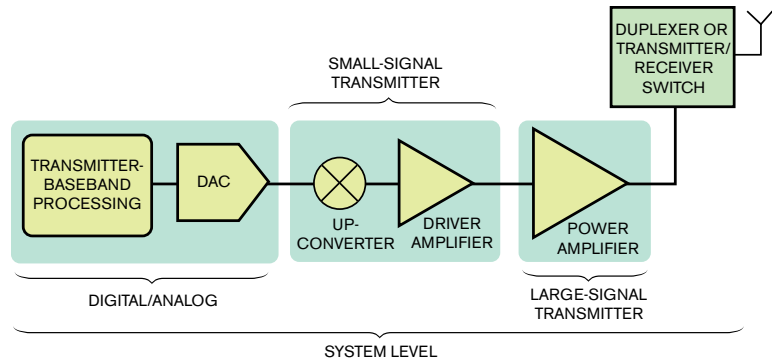 DUPLEXER OR
TRANSMITTER/
RECEIVER
SWITCH
SMALL-SIGNAL
TRANSMITTER
TRANSMITTER-
BASEBAND
PROCESSING
DAC
UP-
CONVERTER
DRIVER
AMPLIFIER
POWER
AMPLIFIER
DIGITAL/ANALOG
LARGE-SIGNAL
TRANSMITTER
SYSTEM LEVEL